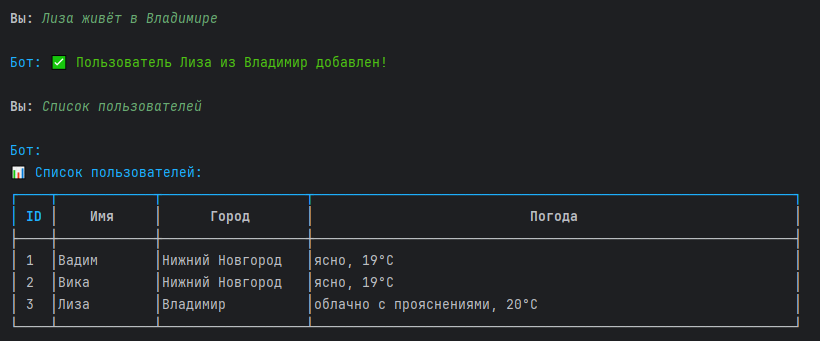 Вы: Лиза живёт в Владимире
Бот: ✅ Пользователь Лиза из Владимир добавлен!
Вы: Список пользователей
Бот:
📊 Список пользователей:
ID Имя Город Погода
1 Вадим Нижний Новгород ясно, 19°C
2 Вика Нижний Новгород ясно, 19°C
3 Лиза Владимир облачно с прояснениями, 20°C